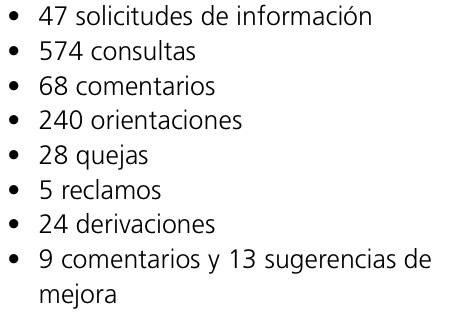 • 47 solicitudes de información
• 574 consultas
• 68 comentarios
• 240 orientaciones
• 28 quejas
• 5 reclamos
• 24 derivaciones
• 9 comentarios y 13 sugerencias de
mejora